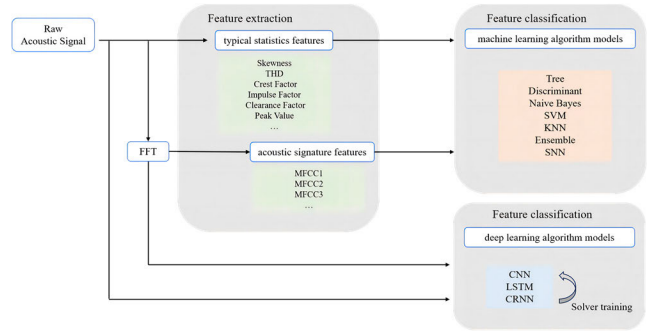 Raw
Acoustic Signal
Feature extraction
typical statistics features
Skewness
THD
Crest Factor
Impulse Factor
Clearance Factor
Peak Value
...
FFT
acoustic signature features
MFCC1
MFCC2
MFCC3
...
Feature classification
machine learning algorithm models
Tree
Discriminant
Naive Bayes
SVM
KNN
Ensemble
SNN
Feature classification
deep learning algorithm models
CNN
LSTM
CRNN
Solver training